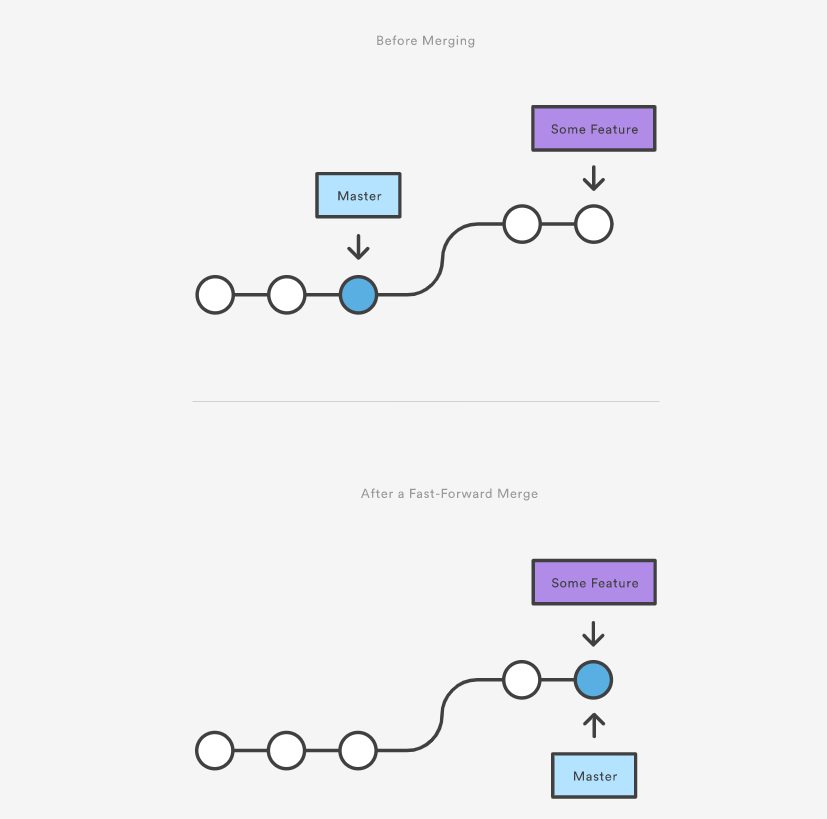 Before Merging
Some Feature
Master
After a Fast-Forward Merge
Some Feature
Master